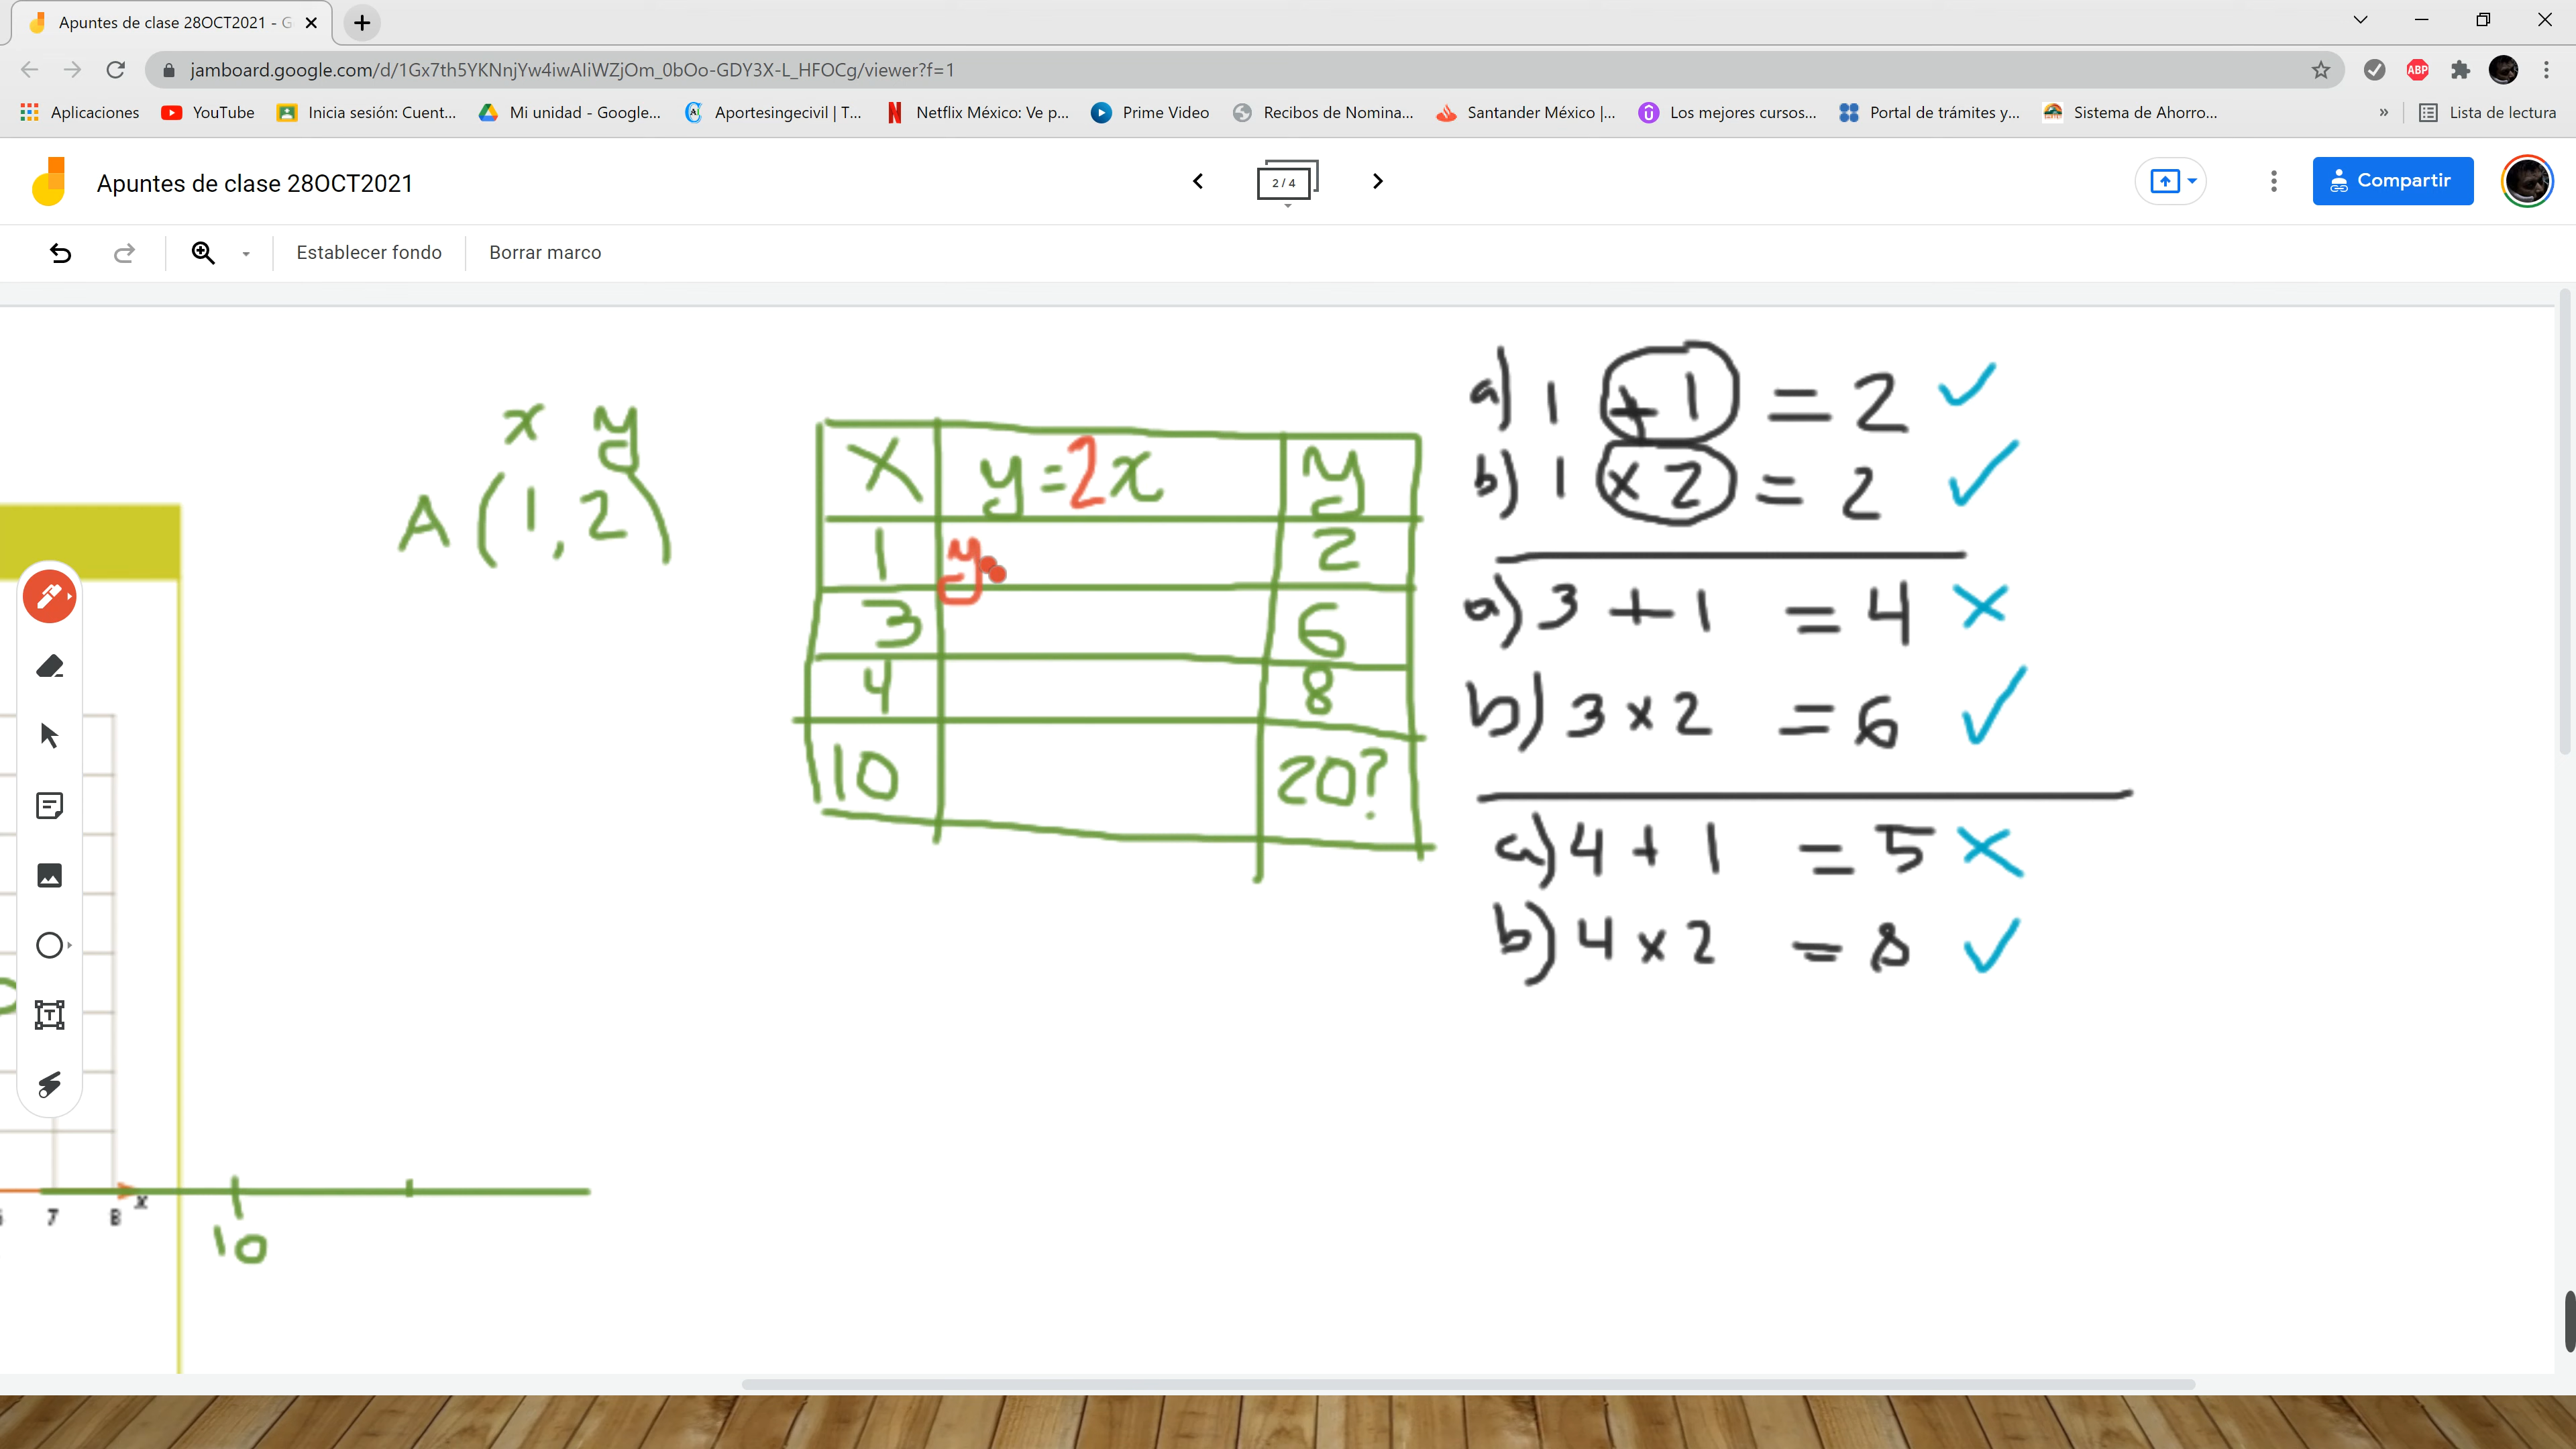 Apuntes de clase 28OCT2021 - G
jamboard.google.com/d/1Gx7th5YKNnjYw4iwAIiWZjOm_0bOo-GDY3X-L_HFOCg/viewer?f=1
ABP
Aplicaciones YouTube Inicia sesión: Cuent... Mi unidad - Google... Aportesingecivil | T... Netflix México: Ve p... Prime Video Recibos de Nomina... Santander México |... Los mejores cursos... Portal de trámites y... Sistema de Ahorro... » Lista de lectura
Apuntes de clase 28OCT2021
2 / 4
Compartir
Establecer fondo Borrar marco
x y
A (1, 2)
X y=2x y
1 y 2
3 6
4 8
10 20?
a) 1 + 1 = 2 ✓
b) 1 x 2 = 2 ✓
a) 3 + 1 = 4 x
b) 3 x 2 = 6 ✓
a) 4 + 1 = 5 x
b) 4 x 2 = 8 ✓
7 8 x
10